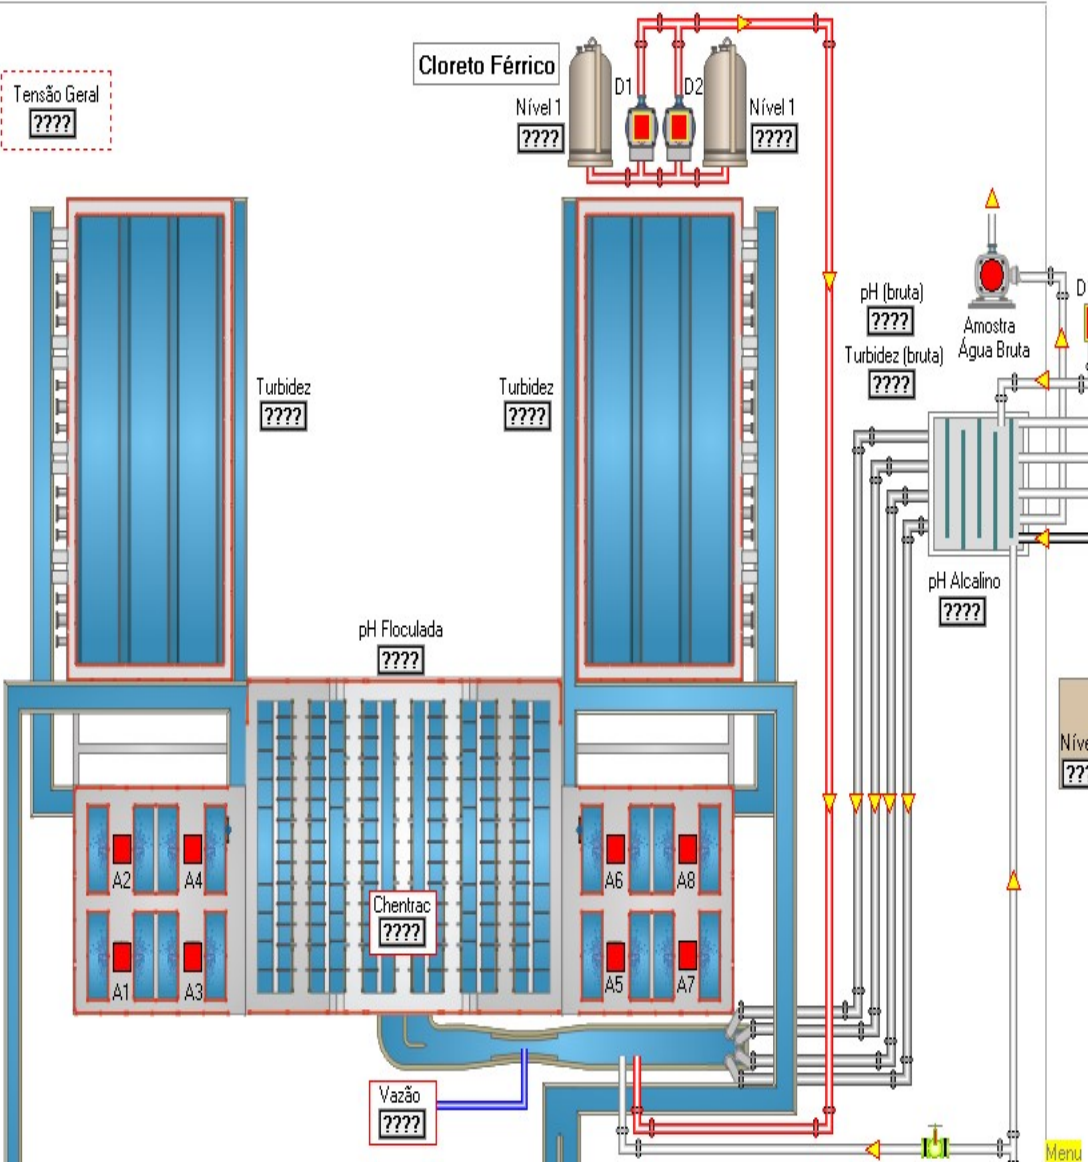 Cloreto Férrico
D1
D2
Tensão Geral
????
Nível 1
????
Nível 1
????
pH (bruta)
????
D
Amostra
Água Bruta
Turbidez (bruta)
????
Turbidez
????
Turbidez
????
pH Alcalino
????
pH Floculada
????
????
A2
A4
A6
A8
Chentrac
????
A1
A3
A5
A7
Vazão
????
Menu